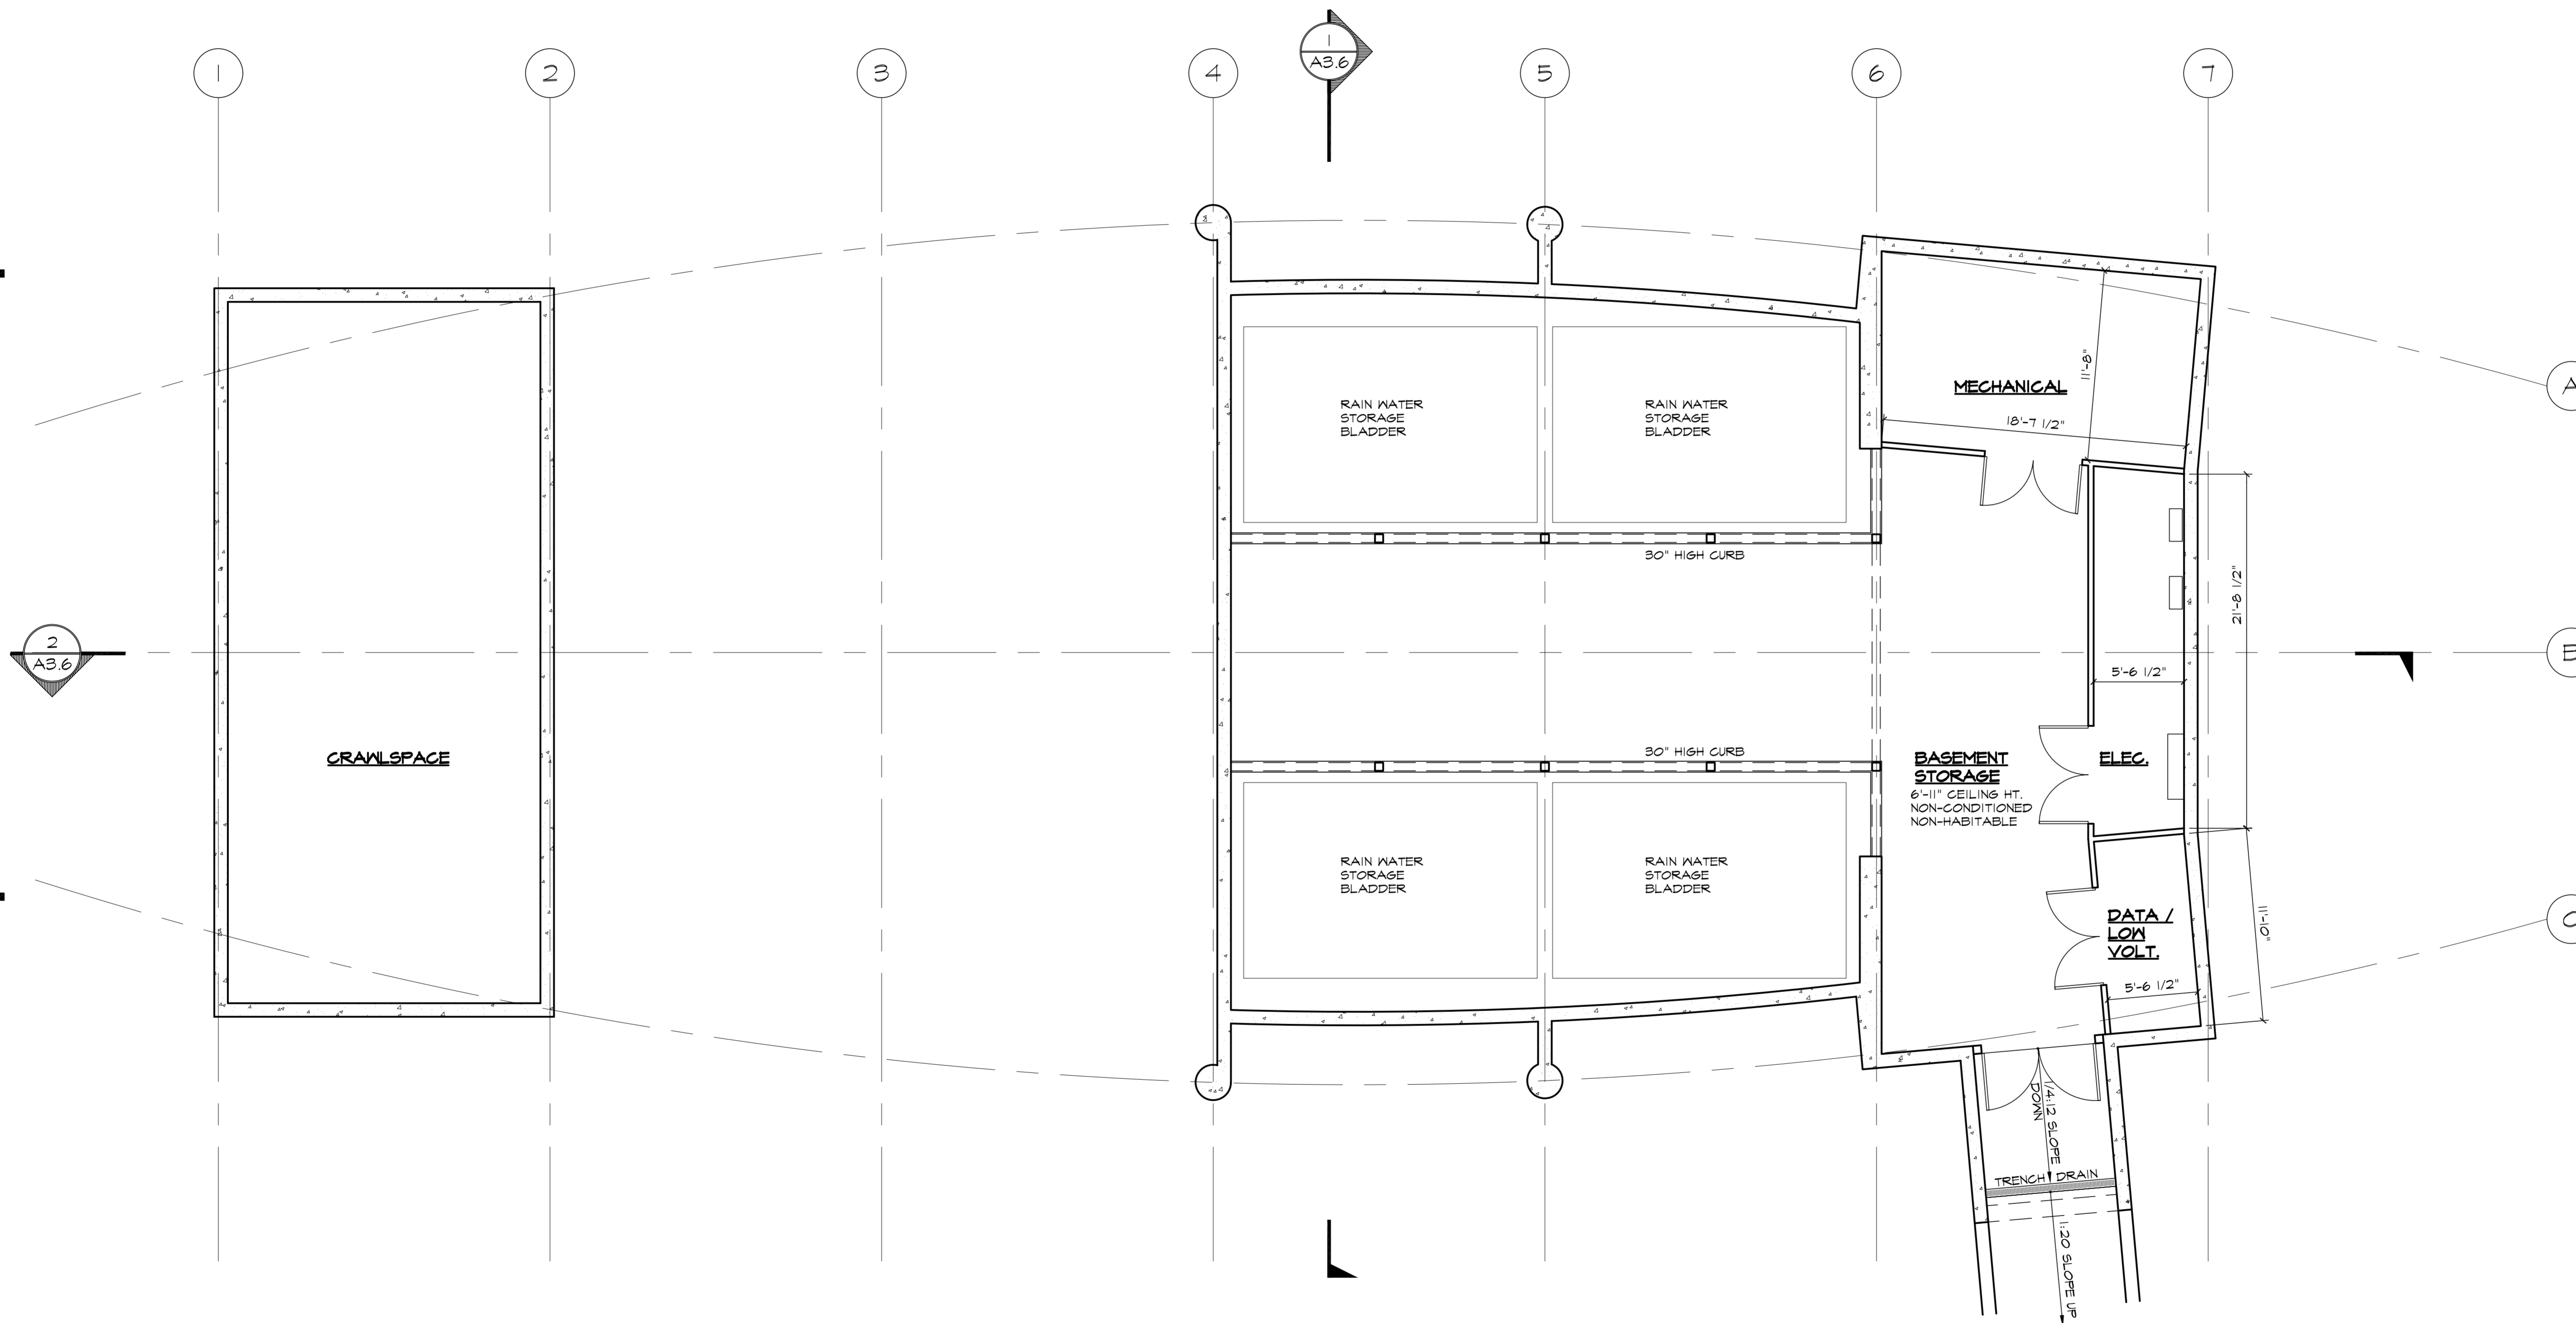 1
A3.6
1
2
3
4
5
6
7
A
RAIN WATER
STORAGE
BLADDER
RAIN WATER
STORAGE
BLADDER
MECHANICAL
11'-8"
18'-7 1/2"
30" HIGH CURB
21'-8 1/2"
2
A3.6
B
5'-6 1/2"
30" HIGH CURB
CRAWLSPACE
BASEMENT
STORAGE
6'-11" CEILING HT.
NON-CONDITIONED
NON-HABITABLE
ELEC.
RAIN WATER
STORAGE
BLADDER
RAIN WATER
STORAGE
BLADDER
DATA /
LOW
VOLT.
11'-10"
C
5'-6 1/2"
1/4:12 SLOPE
DOWN
TRENCH DRAIN
1:20 SLOPE UP